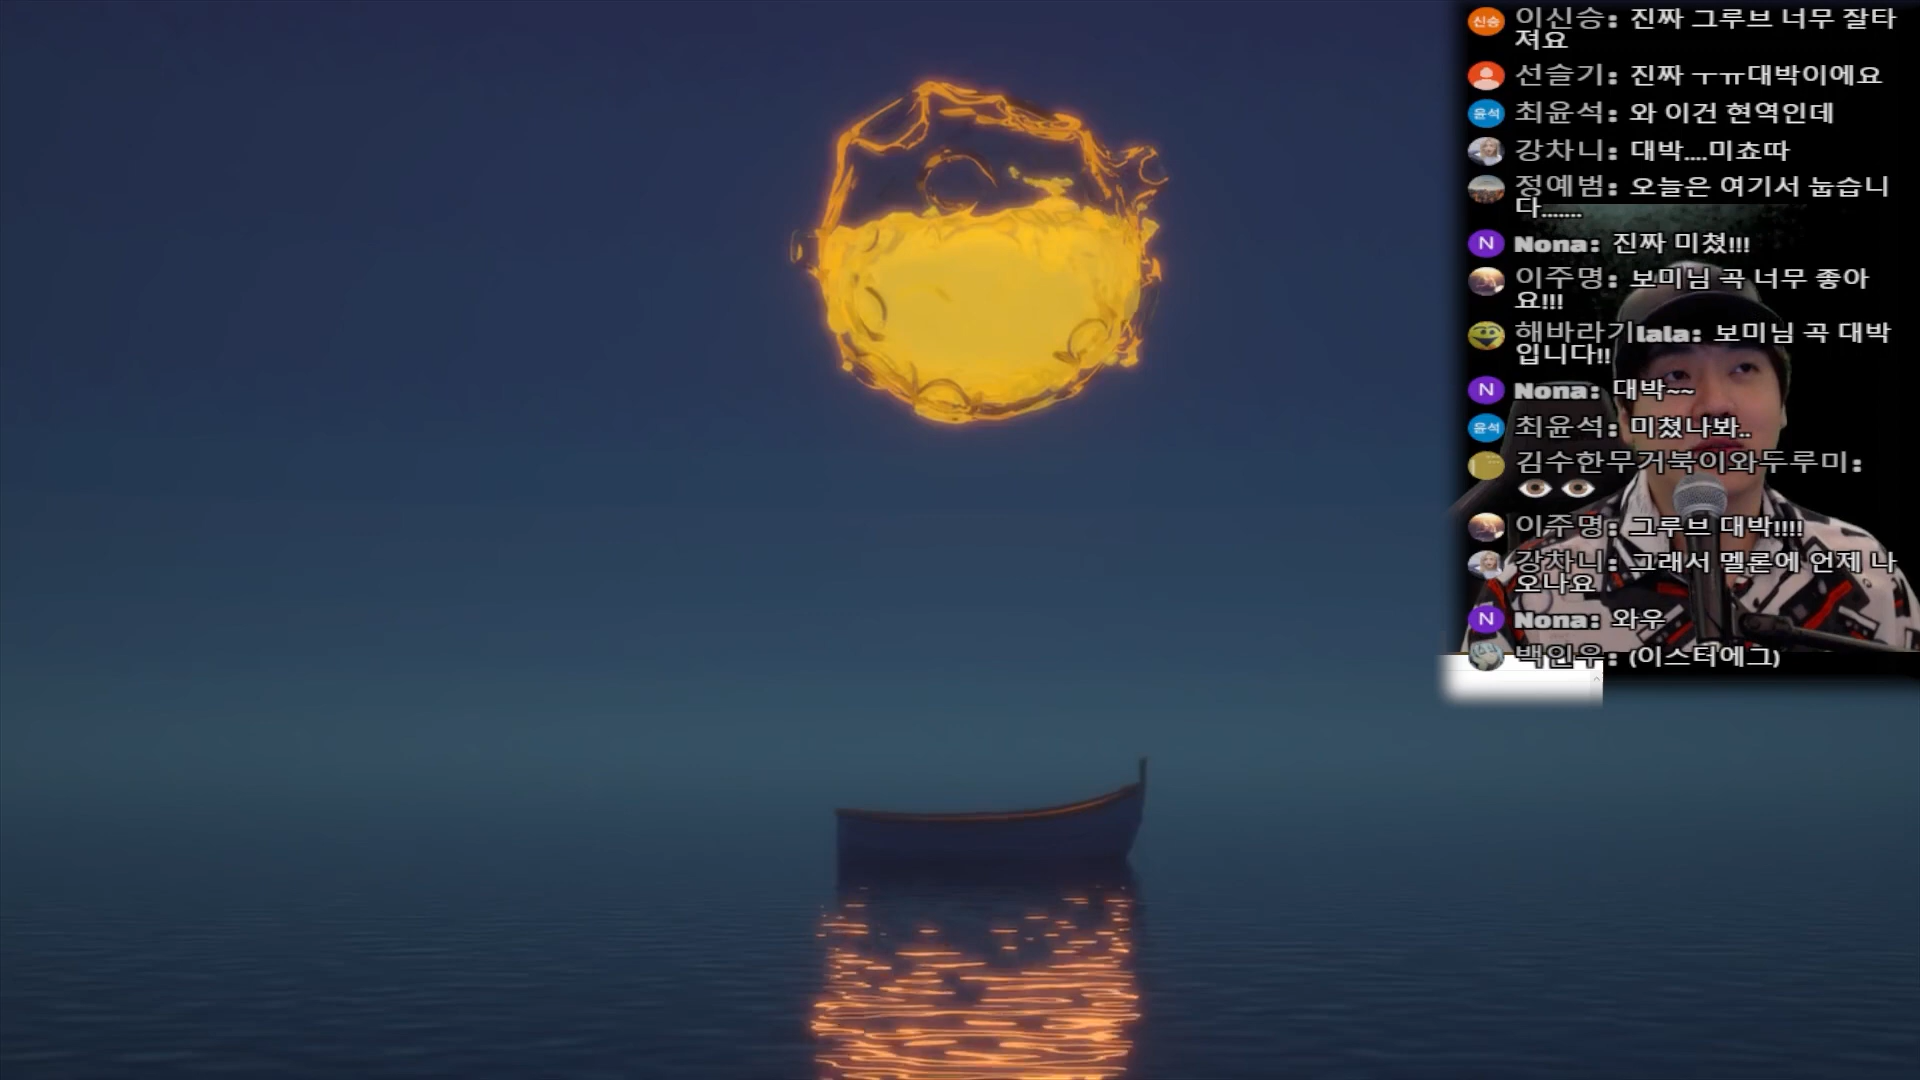 신승 이신승: 진짜 그루브 너무 잘타
져요
선슬기: 진짜 ㅜㅠ대박이에요
윤석 최윤석: 와 이건 현역인데
강차니: 대박....미쵸따
정예범: 오늘은 여기서 눕습니
다.......
N Nona: 진짜 미쳤!!!
이주명: 보미님 곡 너무 좋아
요!!!
해바라기lala: 보미님 곡 대박
입니다!!
N Nona: 대박~~
윤석 최윤석: 미쳤나봐..
김수한무거북이와두루미:
👁👁
이주명: 그루브 대박!!!!
강차니: 그래서 멜론에 언제 나
오나요
N Nona: 와우
백인우: (이스터에그)